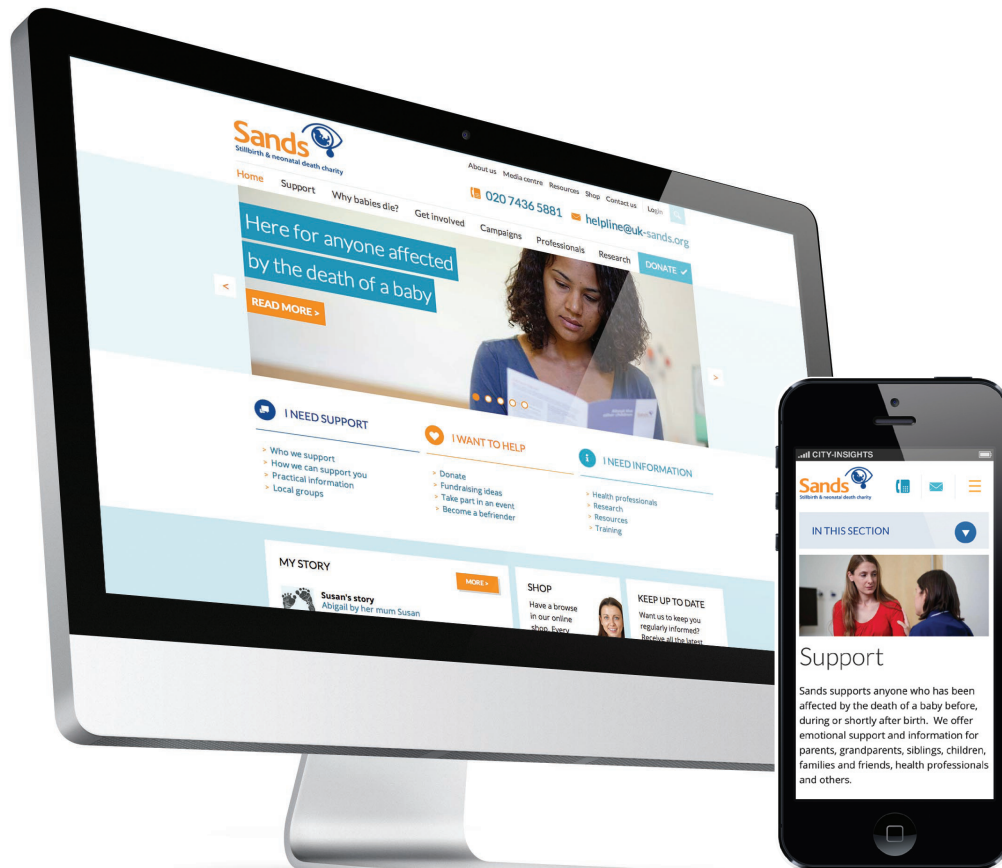 Sands
Stillbirth & neonatal death charity
About us Media centre Resources Shop Contact us Login
020 7436 5881 helpline@uk-sands.org
Home Support Why babies die? Get involved Campaigns Professionals Research DONATE
Here for anyone affected
by the death of a baby
READ MORE >
<
>
I NEED SUPPORT
> Who we support
> How we can support you
> Practical information
> Local groups
I WANT TO HELP
> Donate
> Fundraising ideas
> Take part in an event
> Become a befriender
I NEED INFORMATION
> Health professionals
> Research
> Resources
> Training
MY STORY
MORE >
Susan's story
Abigail by her mum Susan
SHOP
Have a browse
in our online
shop. Every
KEEP UP TO DATE
Want us to keep you
regularly informed?
Receive all the latest
CITY-INSIGHTS
Sands
Stillbirth & neonatal death charity
IN THIS SECTION
Support
Sands supports anyone who has been
affected by the death of a baby before,
during or shortly after birth. We offer
emotional support and information for
parents, grandparents, siblings, children,
families and friends, health professionals
and others.